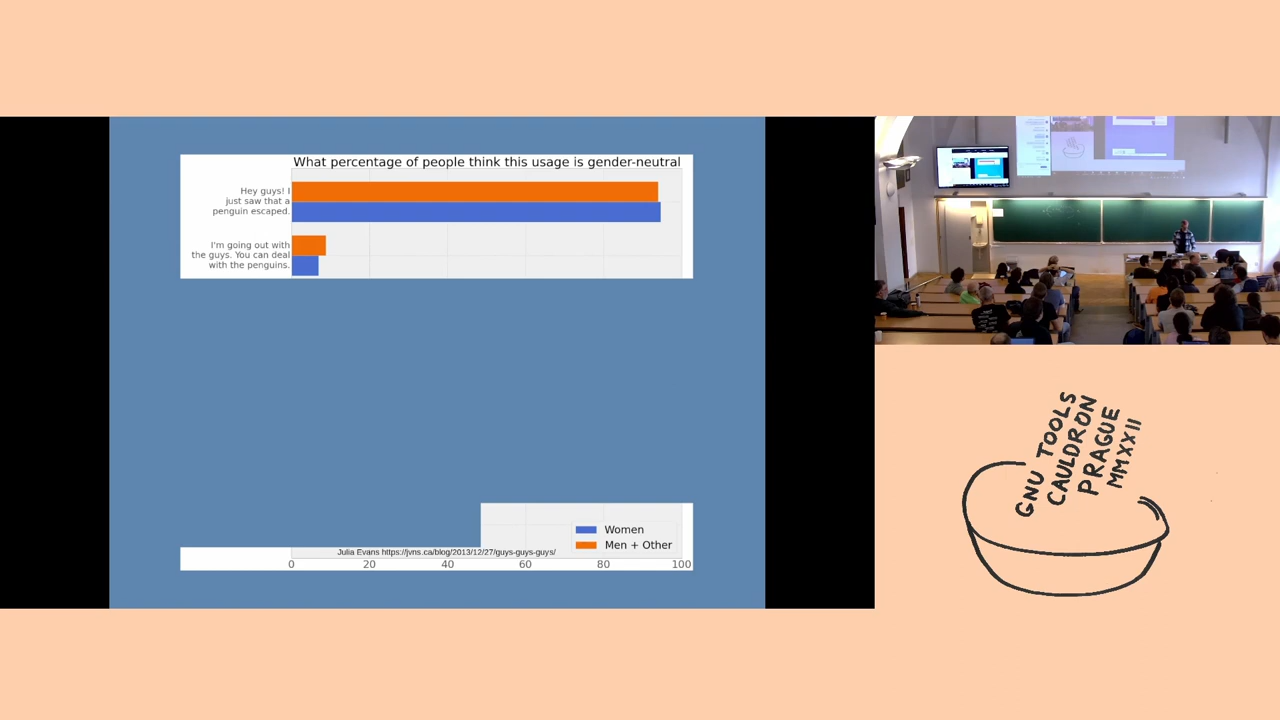 What percentage of people think this usage is gender-neutral
Hey guys! I
just saw that a
penguin escaped.
I'm going out with
the guys. You can deal
with the penguins.
Women
Men + Other
Julia Evans https://jvns.ca/blog/2013/12/27/guys-guys-guys/
0 20 40 60 80 100
GNU TOOLS
CAULDRON
PRAGUE
MMXXII